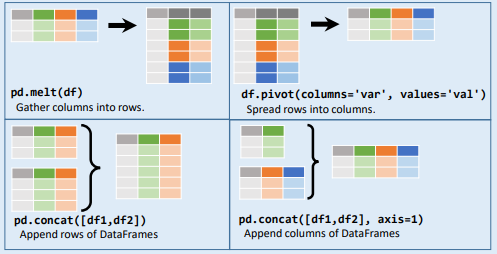 pd.melt(df)
Gather columns into rows.
df.pivot(columns='var', values='val')
Spread rows into columns.
pd.concat([df1,df2])
Append rows of DataFrames
pd.concat([df1,df2], axis=1)
Append columns of DataFrames